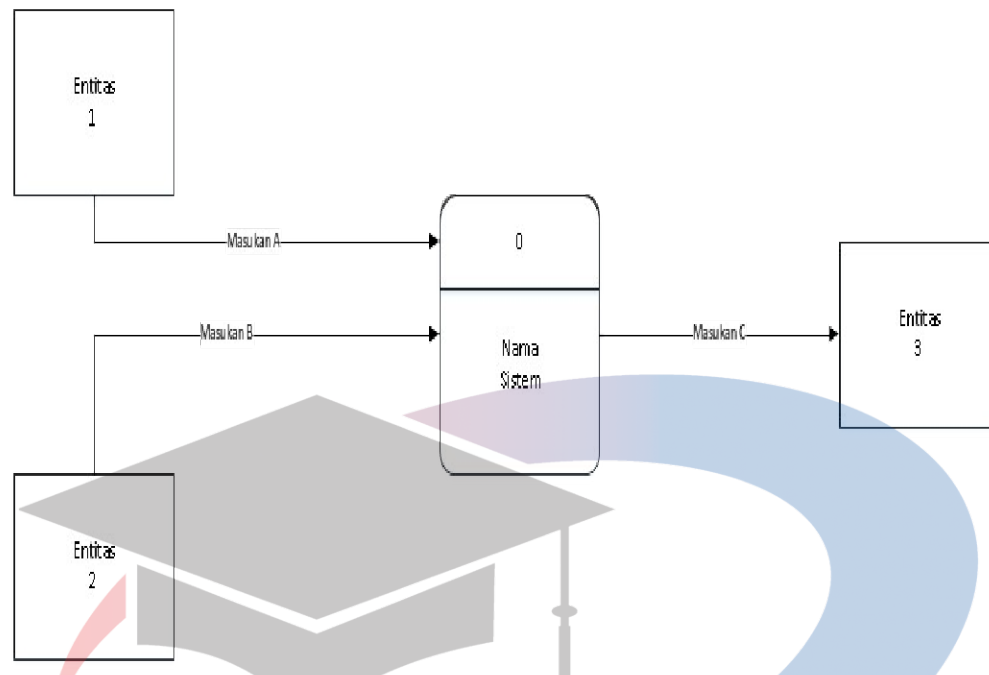 Entitas
1
Masukan A
0
Masukan B
Nama
Sistem
Masukan C
Entitas
3
Entitas
2